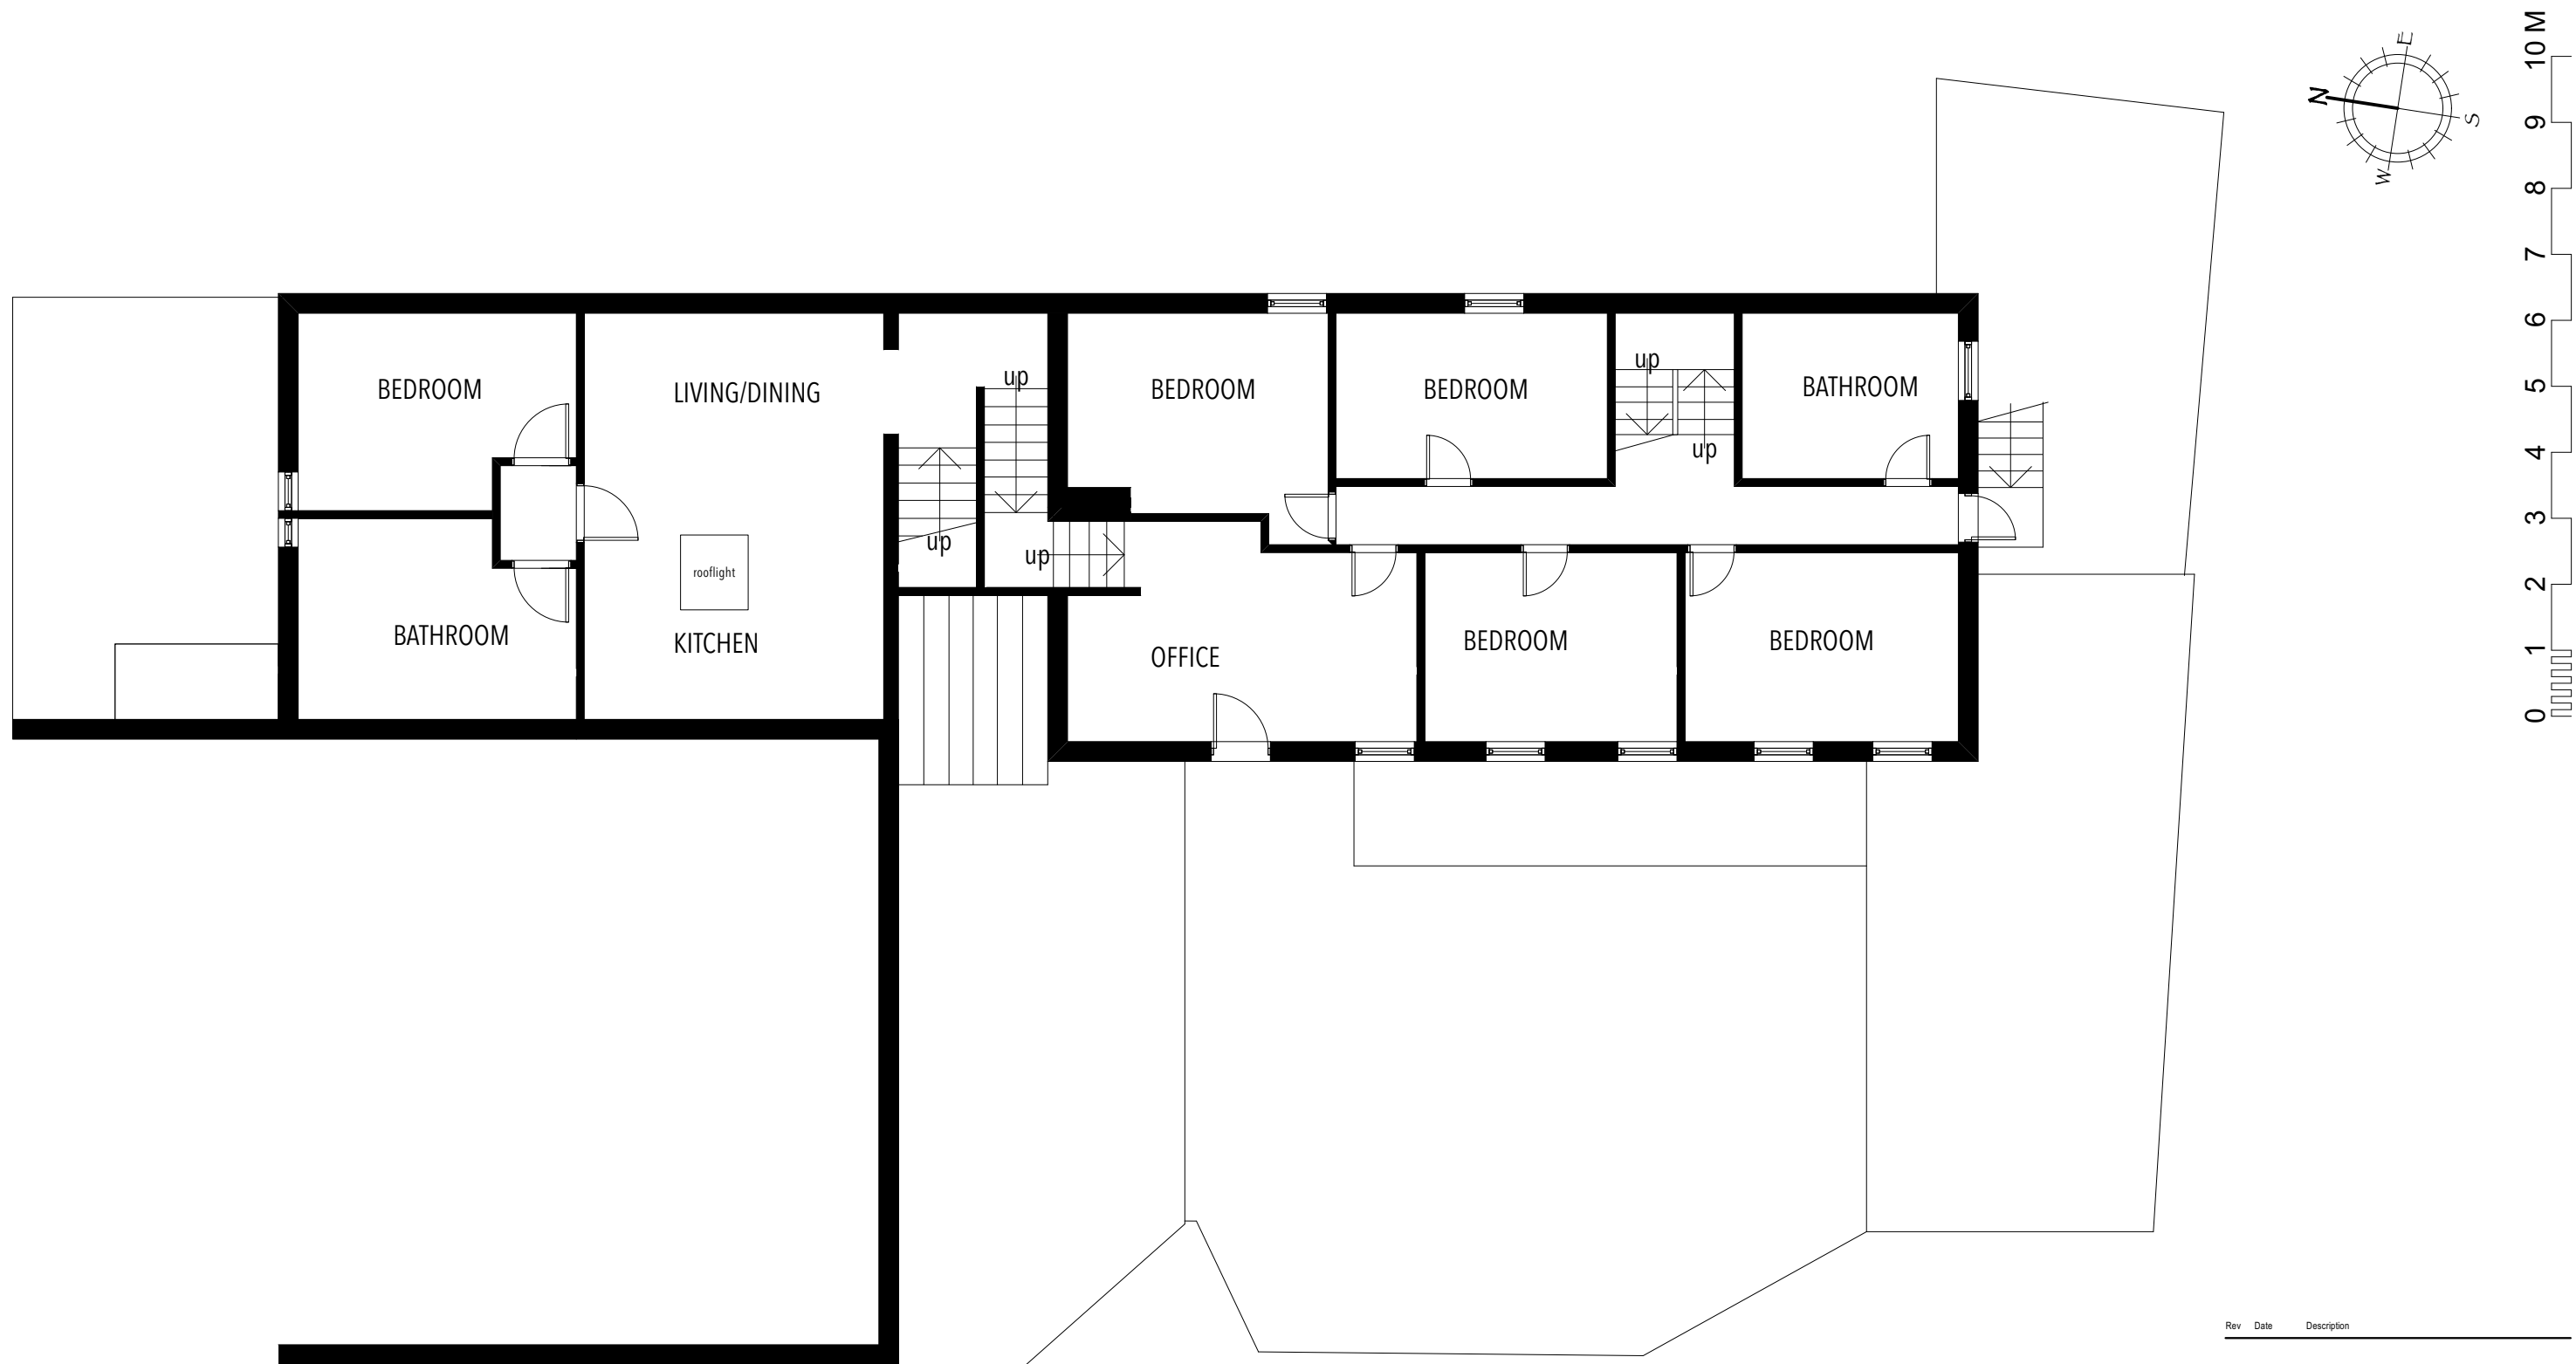 E
N
S
W
10 M
9
8
7
6
5
4
3
2
1
0
BEDROOM
LIVING/DINING
up
BEDROOM
BEDROOM
up
BATHROOM
up
up
up
rooflight
BATHROOM
KITCHEN
OFFICE
BEDROOM
BEDROOM
Rev Date Description